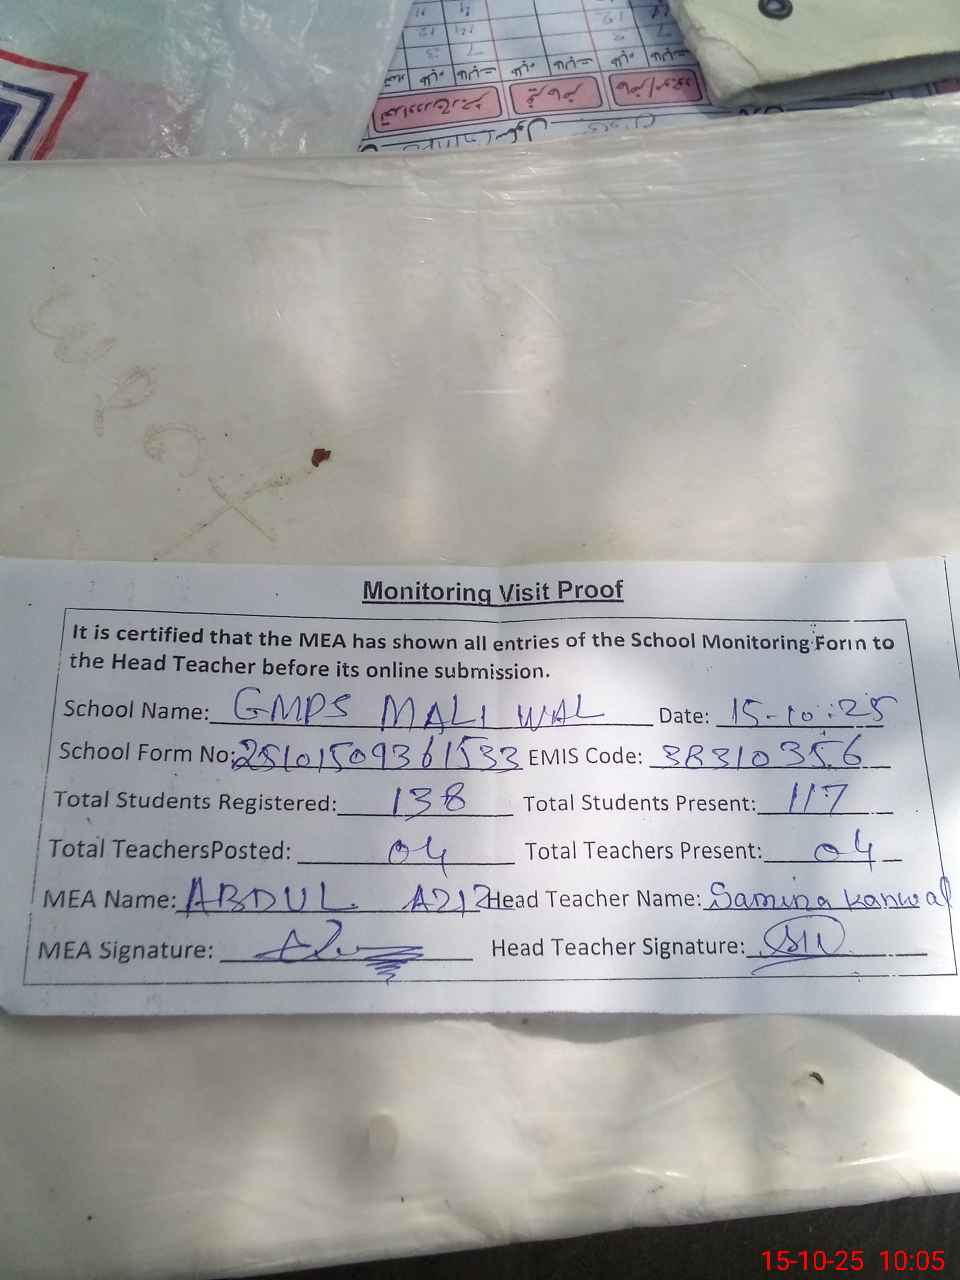 Monitoring Visit Proof
It is certified that the MEA has shown all entries of the School Monitoring Form to
the Head Teacher before its online submission.
School Name: GMPS MALI WAL Date: 15-10-25
School Form No: 25101509361533 EMIS Code: 38310356
Total Students Registered: 138 Total Students Present: 117
Total TeachersPosted: 04 Total Teachers Present: 04
MEA Name: ABDUL AZIZ Head Teacher Name: Samina Kanwal
MEA Signature: Head Teacher Signature:
15-10-25 10:05